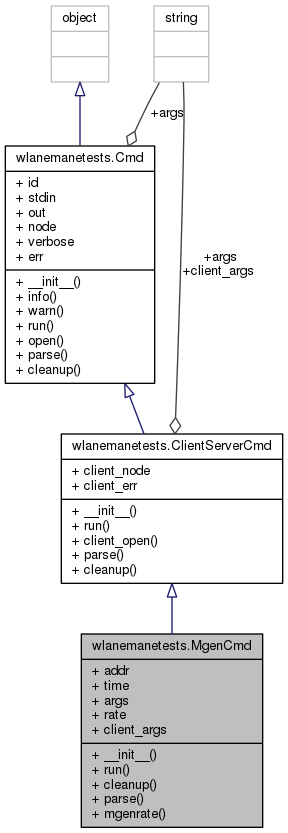 object
string
+args
wlanemanetests.Cmd
+ id
+ stdin
+ out
+ node
+ verbose
+ err
+ __init__()
+ info()
+ warn()
+ run()
+ open()
+ parse()
+ cleanup()
+args
+client_args
wlanemanetests.ClientServerCmd
+ client_node
+ client_err
+ __init__()
+ run()
+ client_open()
+ parse()
+ cleanup()
wlanemanetests.MgenCmd
+ addr
+ time
+ args
+ rate
+ client_args
+ __init__()
+ run()
+ cleanup()
+ parse()
+ mgenrate()